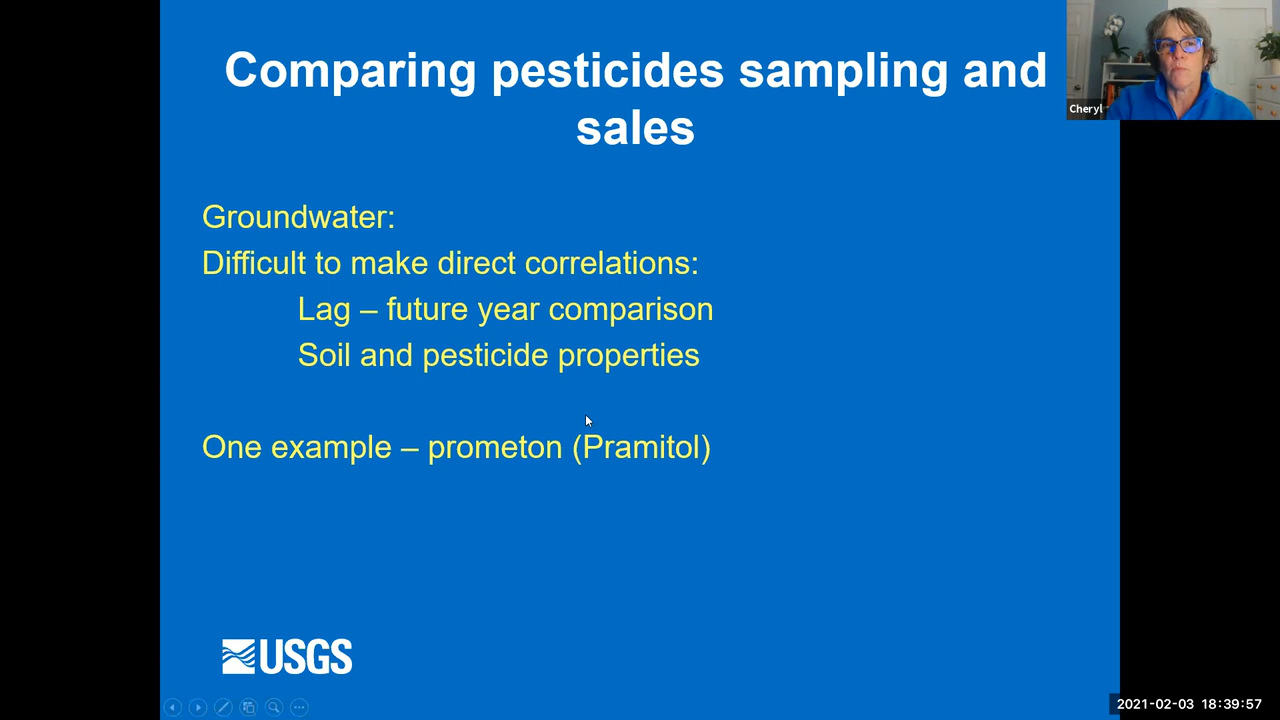 Comparing pesticides sampling and
sales
Cheryl
Groundwater:
Difficult to make direct correlations:
Lag – future year comparison
Soil and pesticide properties
One example – prometon (Pramitol)
USGS
2021-02-03 18:39:57